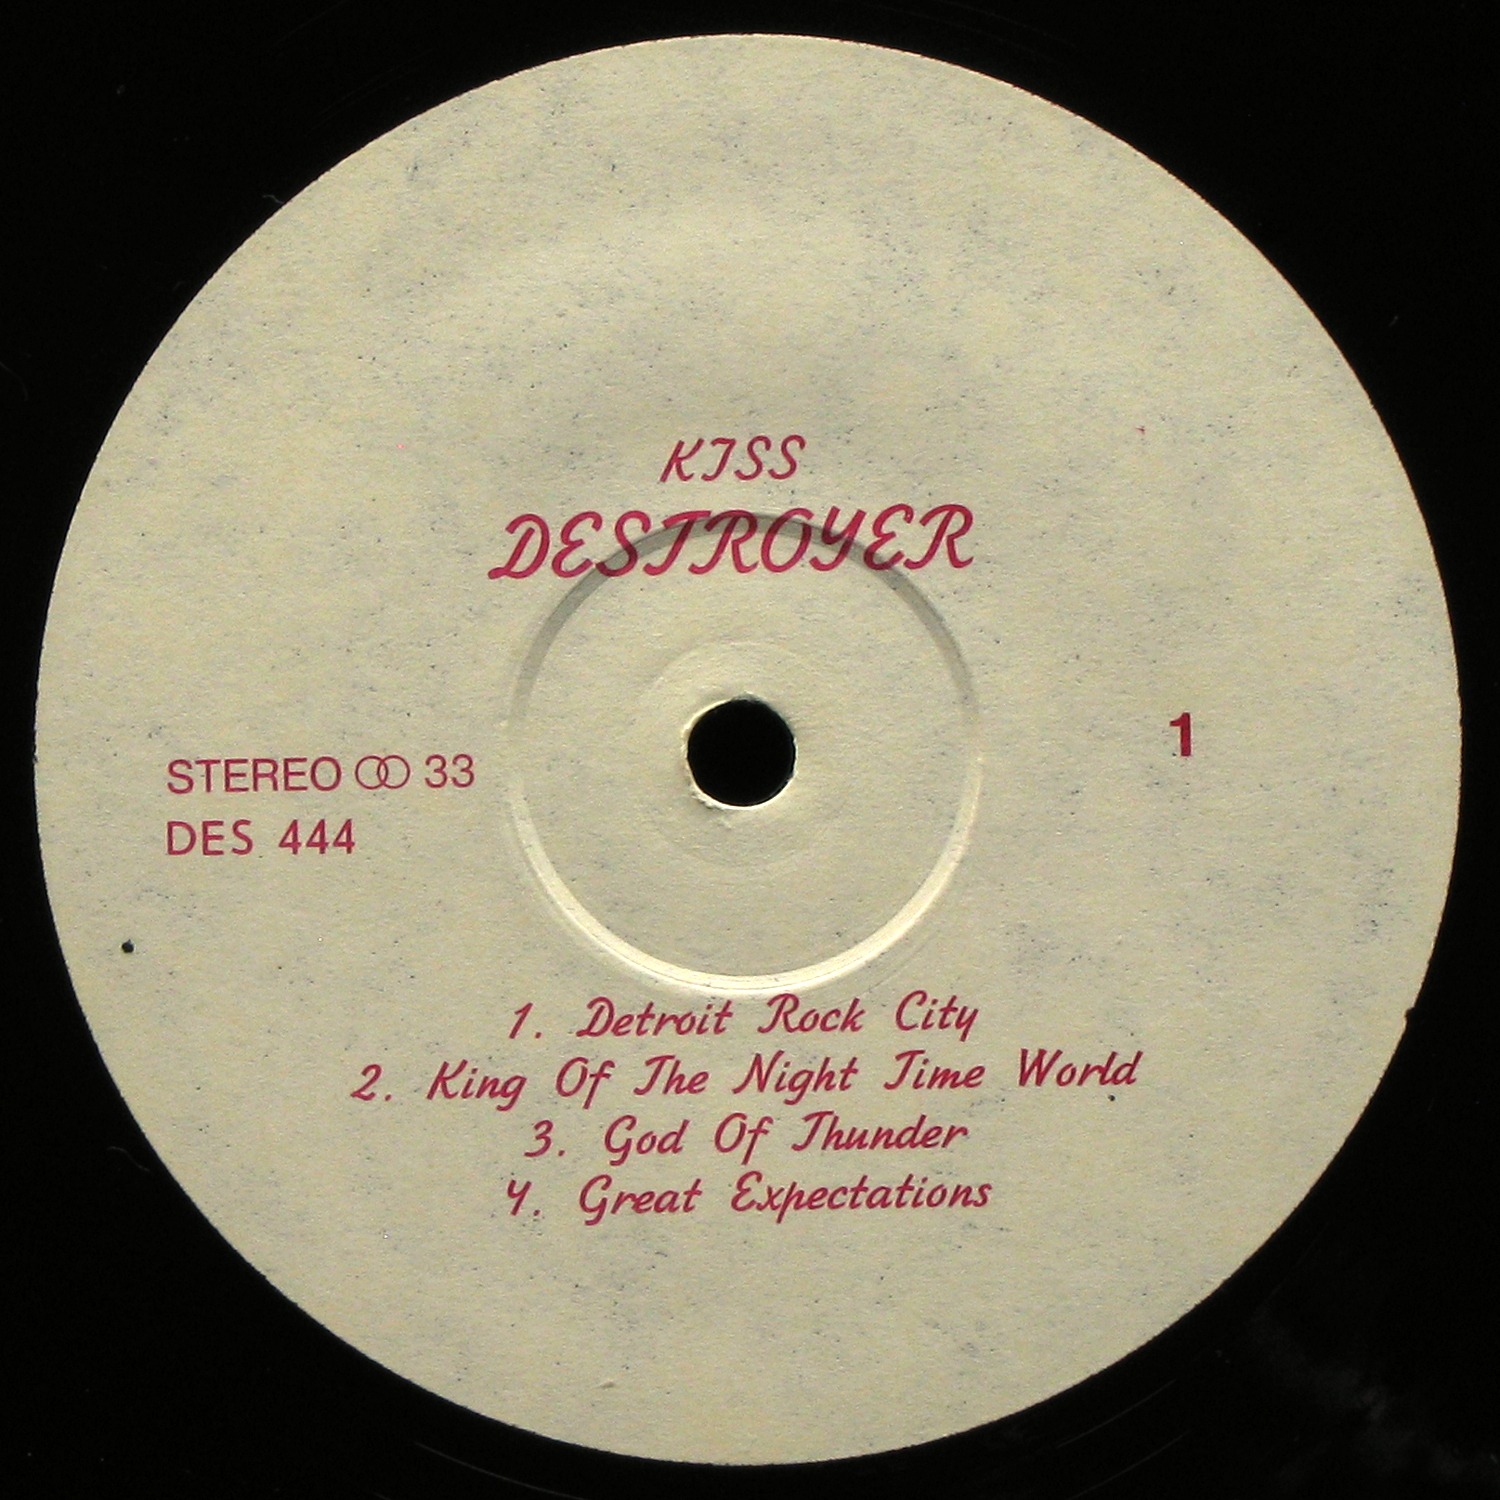 KISS
DESTROYER
1
STEREO 33
DES 444
1. Detroit Rock City
2. King Of The Night Time World
3. God Of Thunder
4. Great Expectations